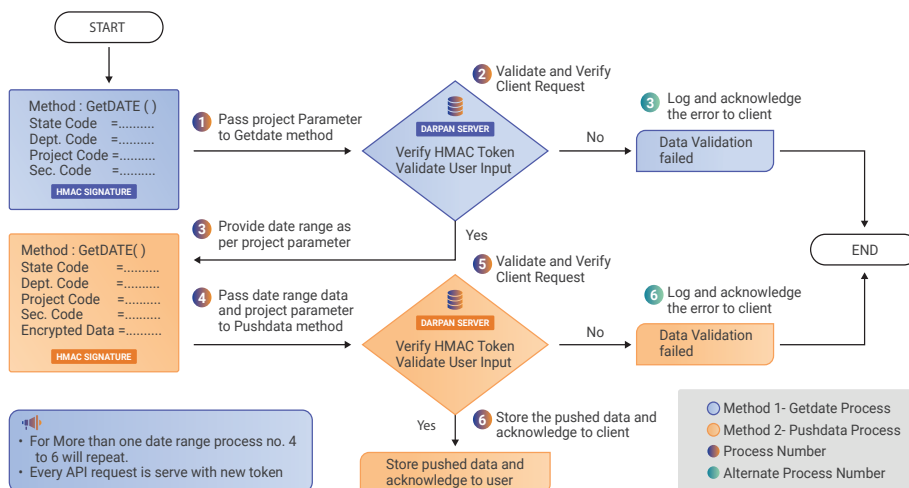 START
Method : GetDATE ( )
State Code =..........
Dept. Code =..........
Project Code =..........
Sec. Code =..........
HMAC SIGNATURE
1 Pass project Parameter
to Getdate method
2 Validate and Verify
Client Request
DARPAN SERVER
Verify HMAC Token
Validate User Input
No
3 Log and acknowledge
the error to client
Data Validation
failed
Yes
3 Provide date range as
per project parameter
END
Method : GetDATE( )
State Code =..........
Dept. Code =..........
Project Code =..........
Sec. Code =..........
Encrypted Data =..........
HMAC SIGNATURE
4 Pass date range data
and project parameter
to Pushdata method
5 Validate and Verify
Client Request
DARPAN SERVER
Verify HMAC Token
Validate User Input
No
6 Log and acknowledge
the error to client
Data Validation
failed
Yes
6 Store the pushed data and
acknowledge to client
Store pushed data and
acknowledge to user
• For More than one date range process no. 4
to 6 will repeat.
• Every API request is serve with new token
Method 1- Getdate Process
Method 2- Pushdata Process
Process Number
Alternate Process Number